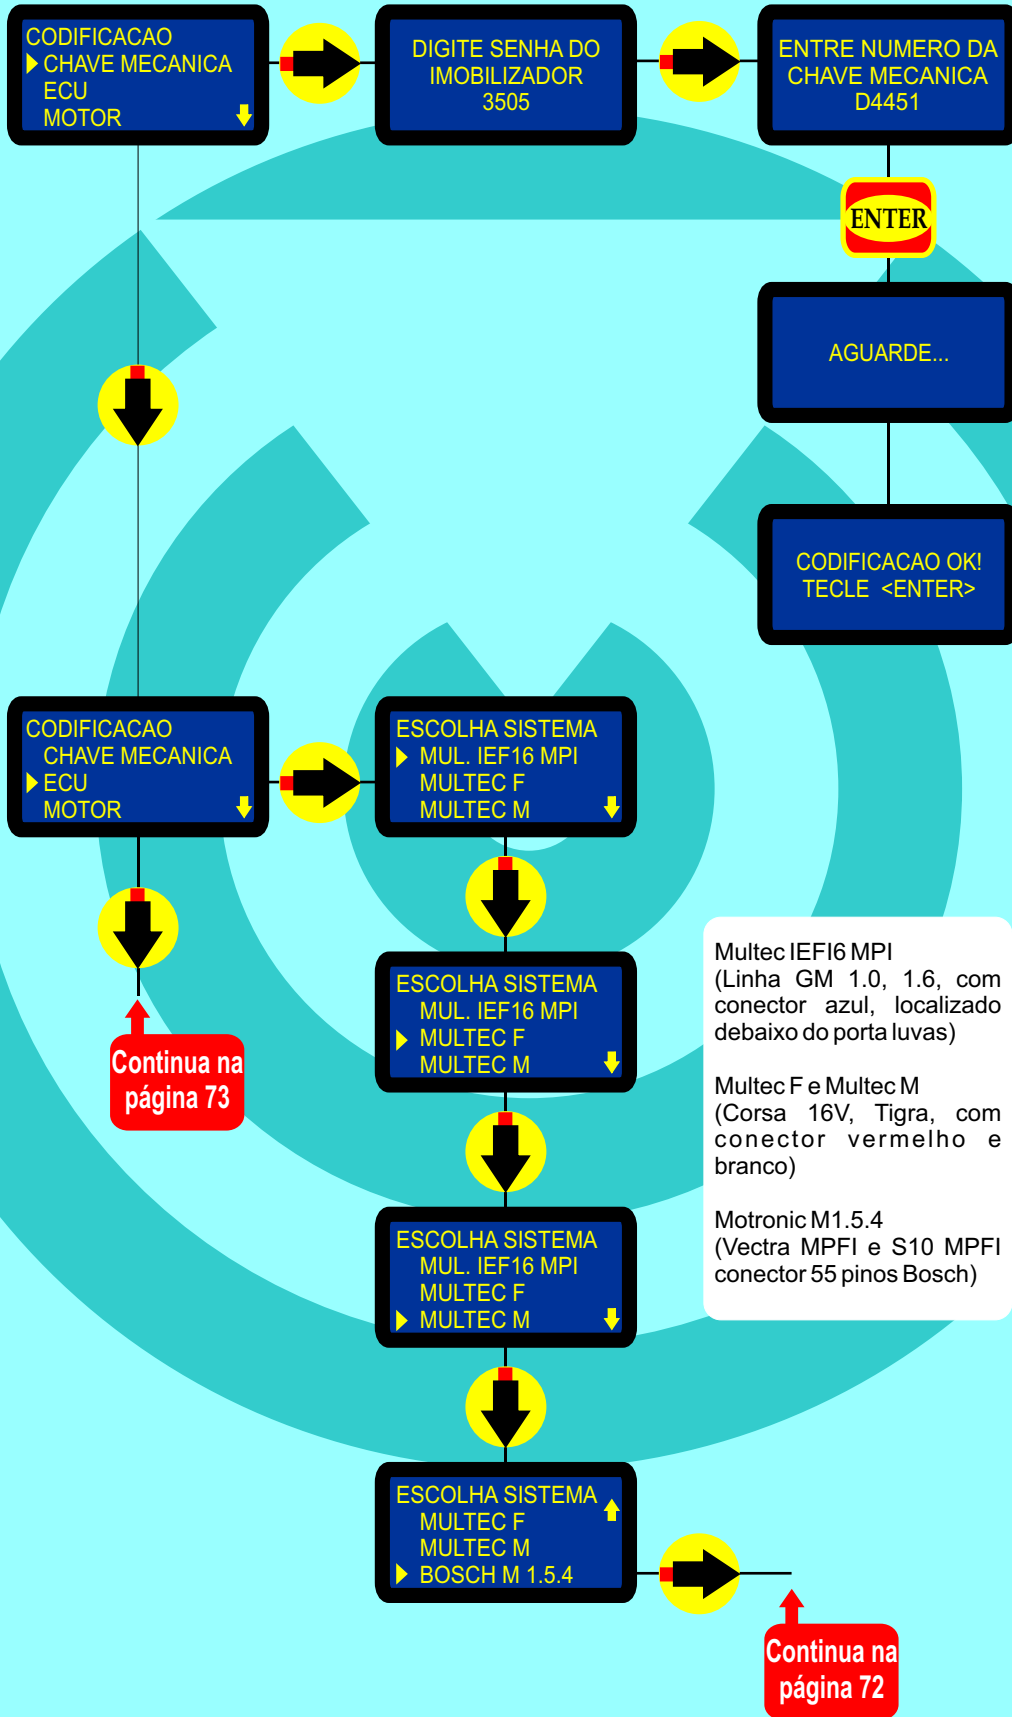 CODIFICACAO
CHAVE MECANICA
ECU
MOTOR
DIGITE SENHA DO
IMOBILIZADOR
3505
ENTRE NUMERO DA
CHAVE MECANICA
D4451
ENTER
AGUARDE...
CODIFICACAO OK!
TECLE <ENTER>
CODIFICACAO
CHAVE MECANICA
ECU
MOTOR
ESCOLHA SISTEMA
MUL. IEF16 MPI
MULTEC F
MULTEC M
Continua na
página 73
ESCOLHA SISTEMA
MUL. IEF16 MPI
MULTEC F
MULTEC M
Multec IEFI6 MPI
(Linha GM 1.0, 1.6, com
conector azul, localizado
debaixo do porta luvas)
Multec F e Multec M
(Corsa 16V, Tigra, com
conector vermelho e
branco)
Motronic M1.5.4
(Vectra MPFI e S10 MPFI
conector 55 pinos Bosch)
ESCOLHA SISTEMA
MUL. IEF16 MPI
MULTEC F
MULTEC M
ESCOLHA SISTEMA
MULTEC F
MULTEC M
BOSCH M 1.5.4
Continua na
página 72